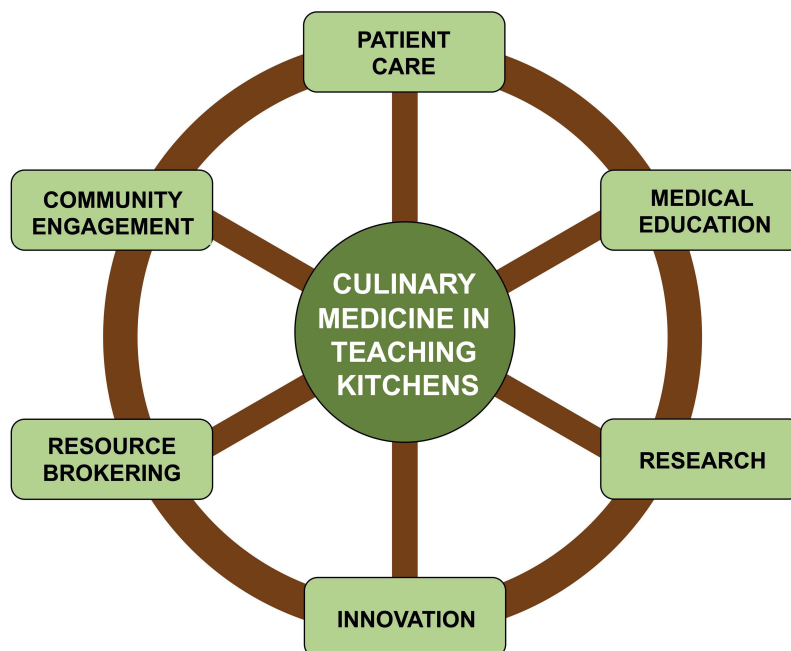 PATIENT
CARE
COMMUNITY
ENGAGEMENT
MEDICAL
EDUCATION
CULINARY
MEDICINE IN
TEACHING
KITCHENS
RESOURCE
BROKERING
RESEARCH
INNOVATION